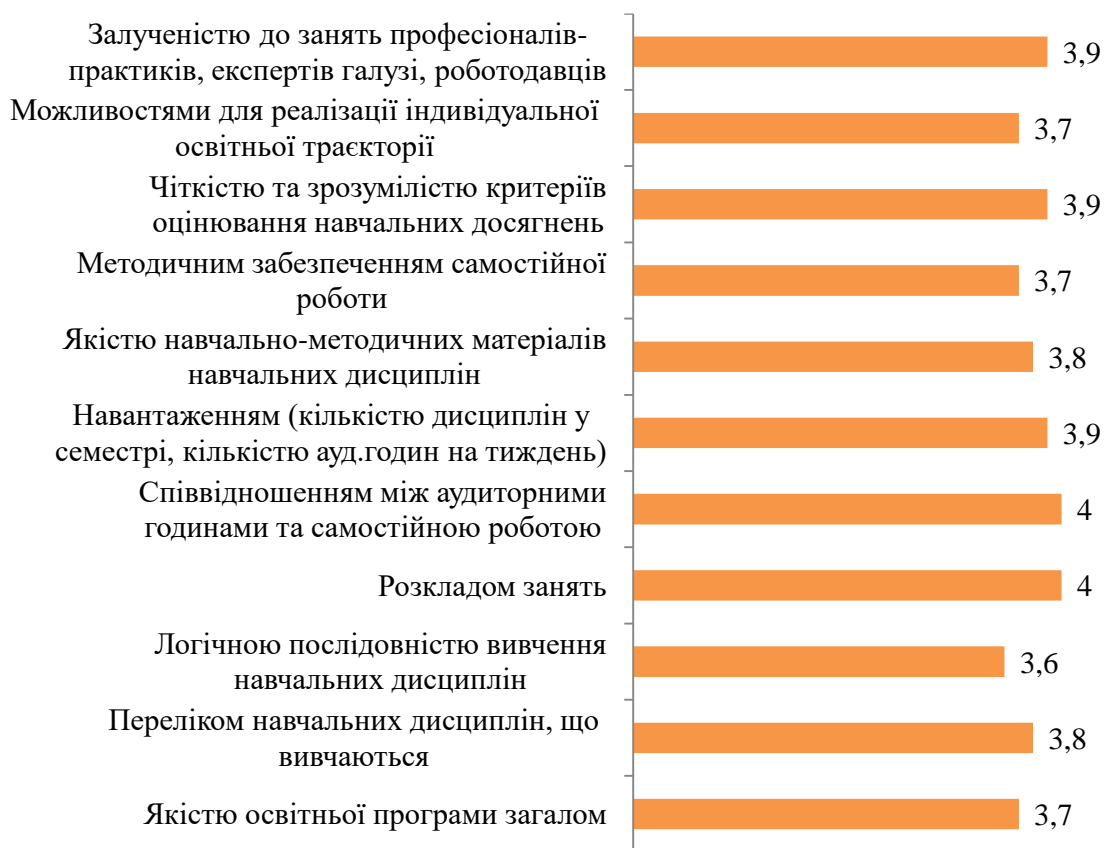 Залученістю до занять професіоналів-
практиків, експертів галузі, роботодавців
3,9
Можливостями для реалізації індивідуальної
освітньої траєкторії
3,7
Чіткістю та зрозумілістю критеріїв
оцінювання навчальних досягнень
3,9
Методичним забезпеченням самостійної
роботи
3,7
Якістю навчально-методичних матеріалів
навчальних дисциплін
3,8
Навантаженням (кількістю дисциплін у
семестрі, кількістю ауд.годин на тиждень)
3,9
Співвідношенням між аудиторними
годинами та самостійною роботою
4
Розкладом занять
4
Логічною послідовністю вивчення
навчальних дисциплін
3,6
Переліком навчальних дисциплін, що
вивчаються
3,8
Якістю освітньої програми загалом
3,7